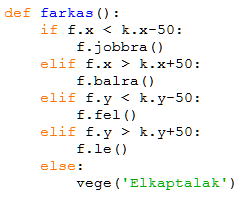 def farkas():
    if f.x < k.x-50:
        f.jobbra()
    elif f.x > k.x+50:
        f.balra()
    elif f.y < k.y-50:
        f.fel()
    elif f.y > k.y+50:
        f.le()
    else:
        vege('Elkaptalak')